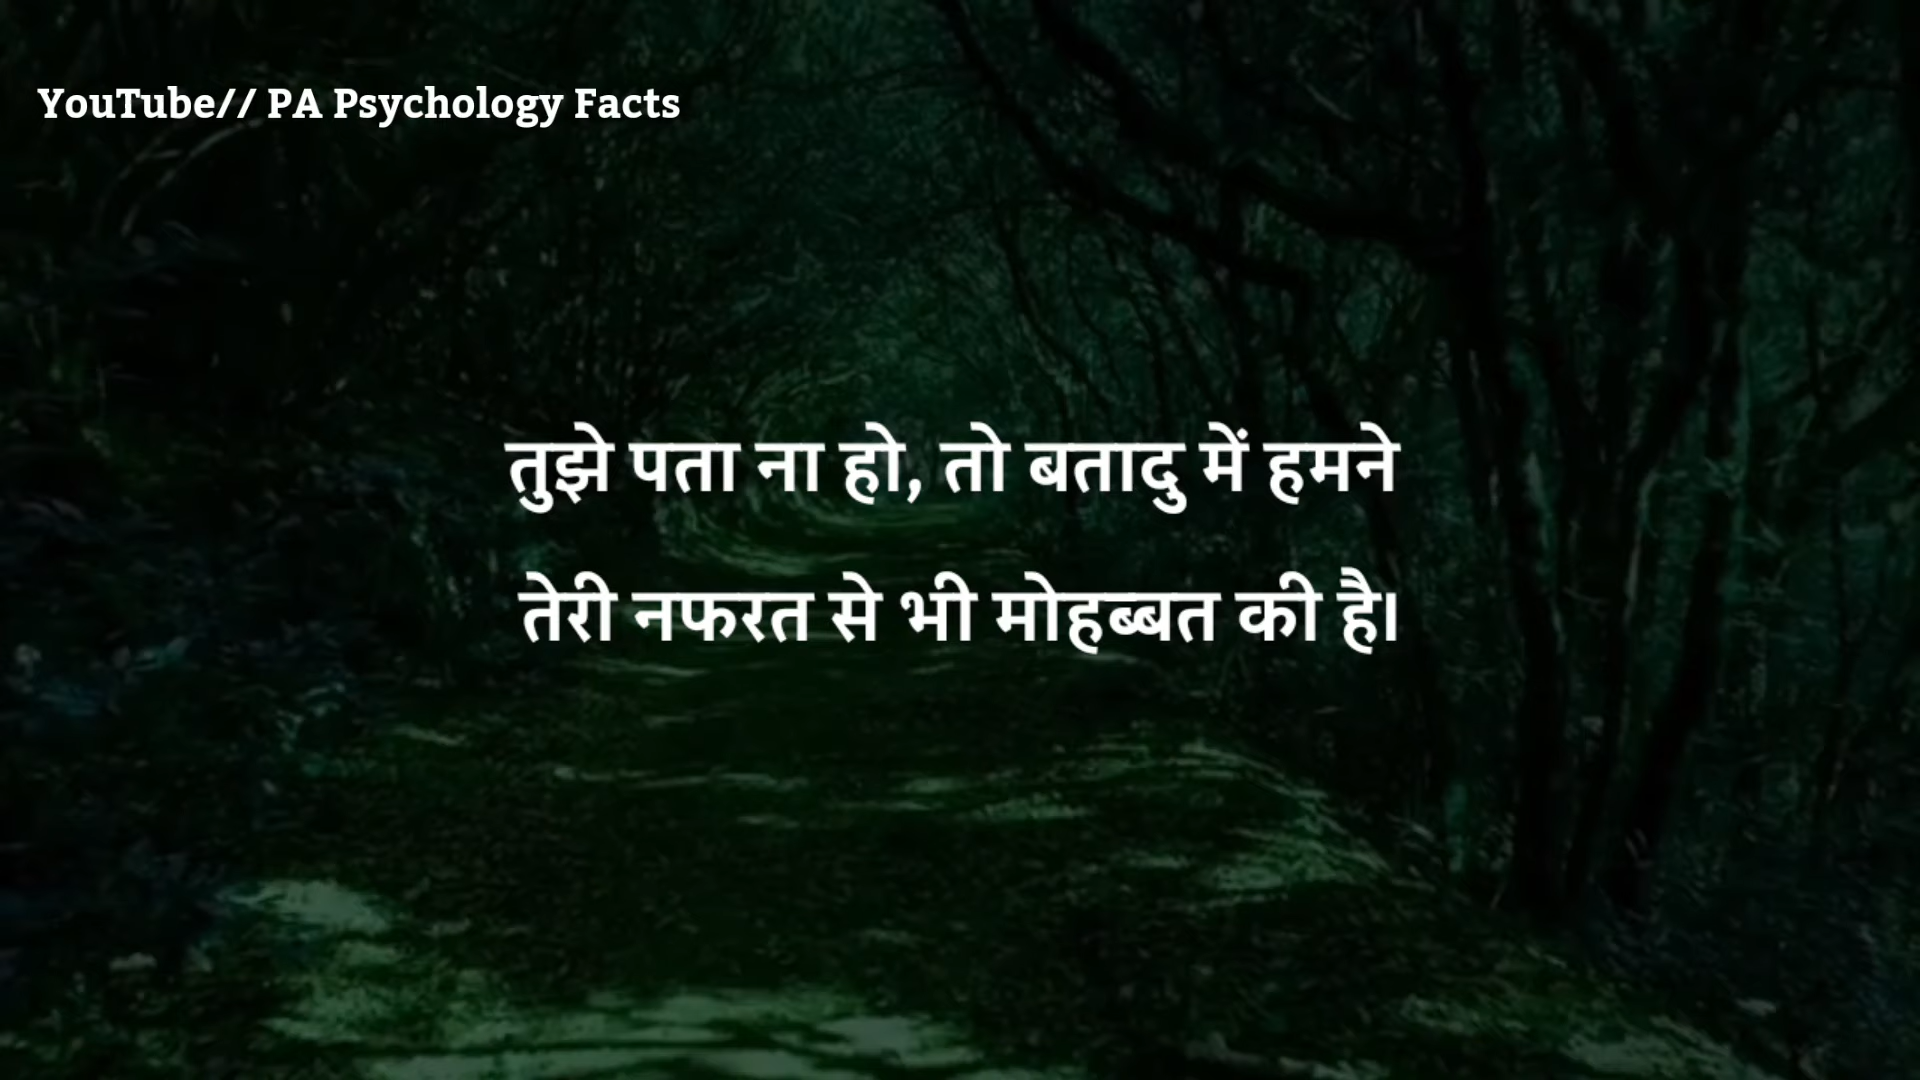 YouTube// PA Psychology Facts
तुझे पता ना हो, तो बतादु में हमने
तेरी नफरत से भी मोहब्बत की है।